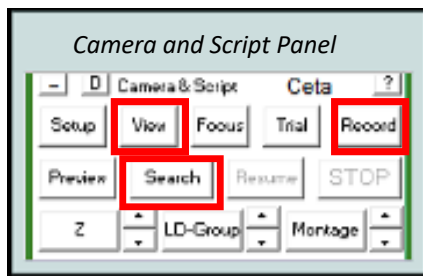 Camera and Script Panel
– D Camera & Script Ceta ?
Setup View Focus Trial Record
Preview Search Resume STOP
Z LD-Group Montage